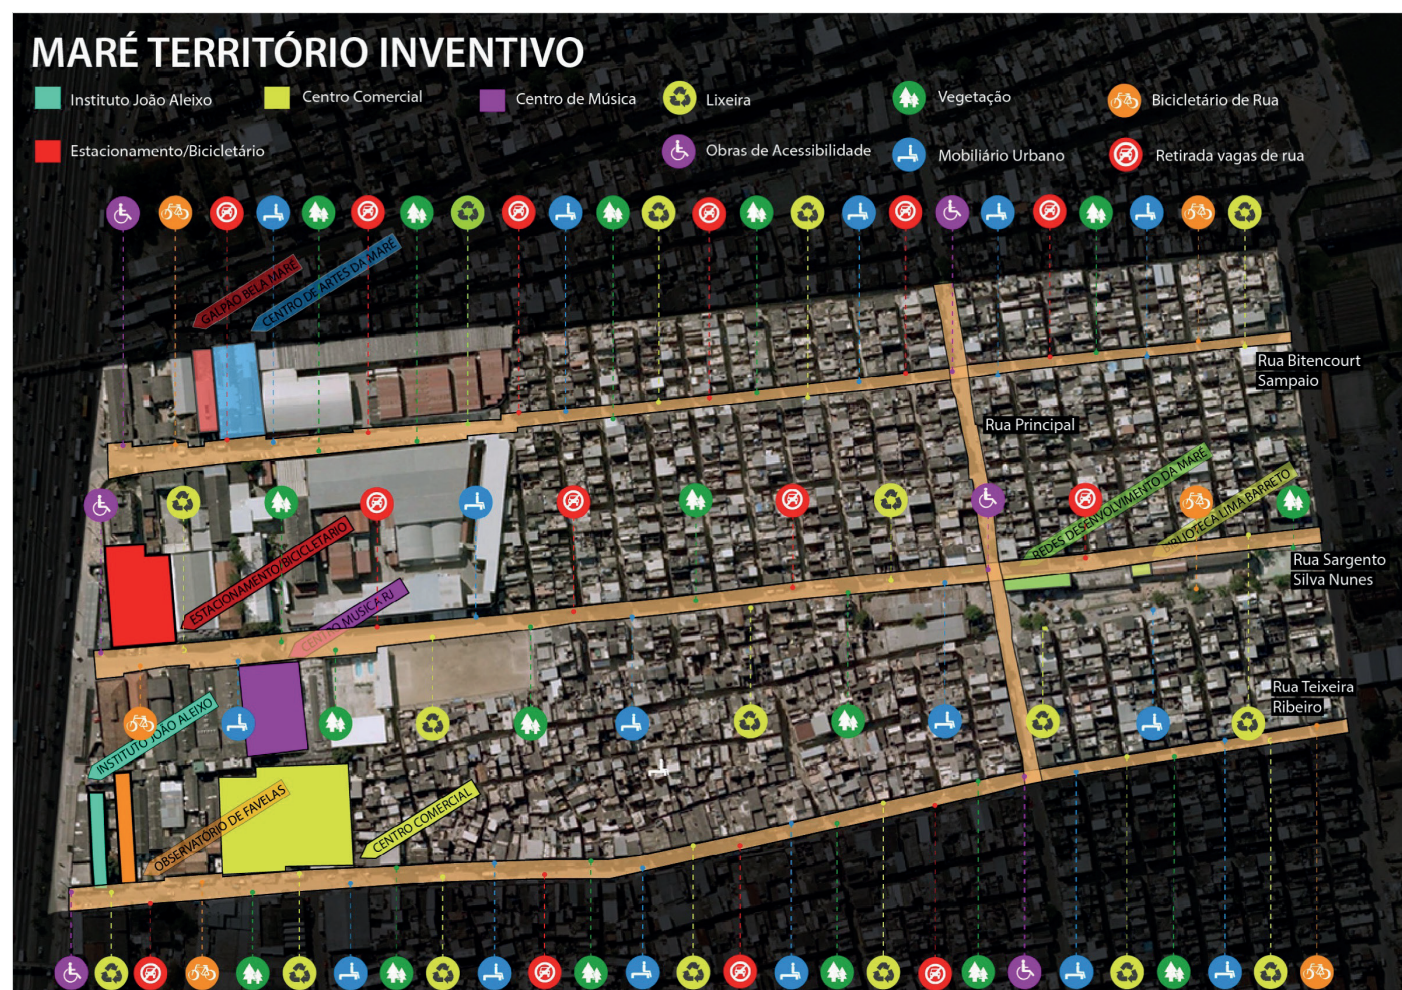 MARÉ TERRITÓRIO INVENTIVO
Instituto João Aleixo
Centro Comercial
Centro de Música
Lixeira
Vegetação
Bicicletário de Rua
Estacionamento/Bicicletário
Obras de Acessibilidade
Mobiliário Urbano
Retirada vagas de rua
GALPÃO BELA MARÉ
CENTRO DE ARTES DA MARÉ
Rua Bitencourt
Sampaio
Rua Principal
REDES DESENVOLVIMENTO DA MARÉ
BIBLIOTECA LIMA BARRETO
ESTACIONAMENTO/BICICLETARIO
Rua Sargento
Silva Nunes
CENTRO MUSICA RJ
Rua Teixeira
Ribeiro
INSTITUTO JOÃO ALEIXO
OBSERVATÓRIO DE FAVELAS
CENTRO COMERCIAL